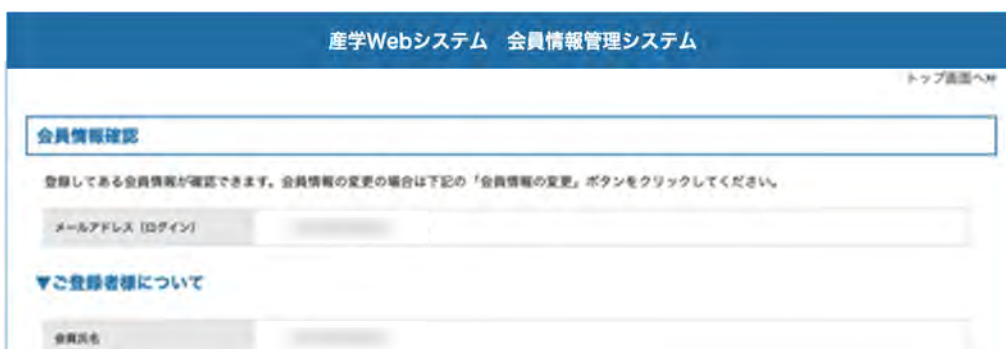 産学Webシステム　会員情報管理システム
トップ画面へ»
会員情報確認
登録してある会員情報が確認できます。会員情報の変更の場合は下記の「会員情報の変更」ボタンをクリックしてください。
メールアドレス（ログイン）
▼ご登録者様について
会員氏名